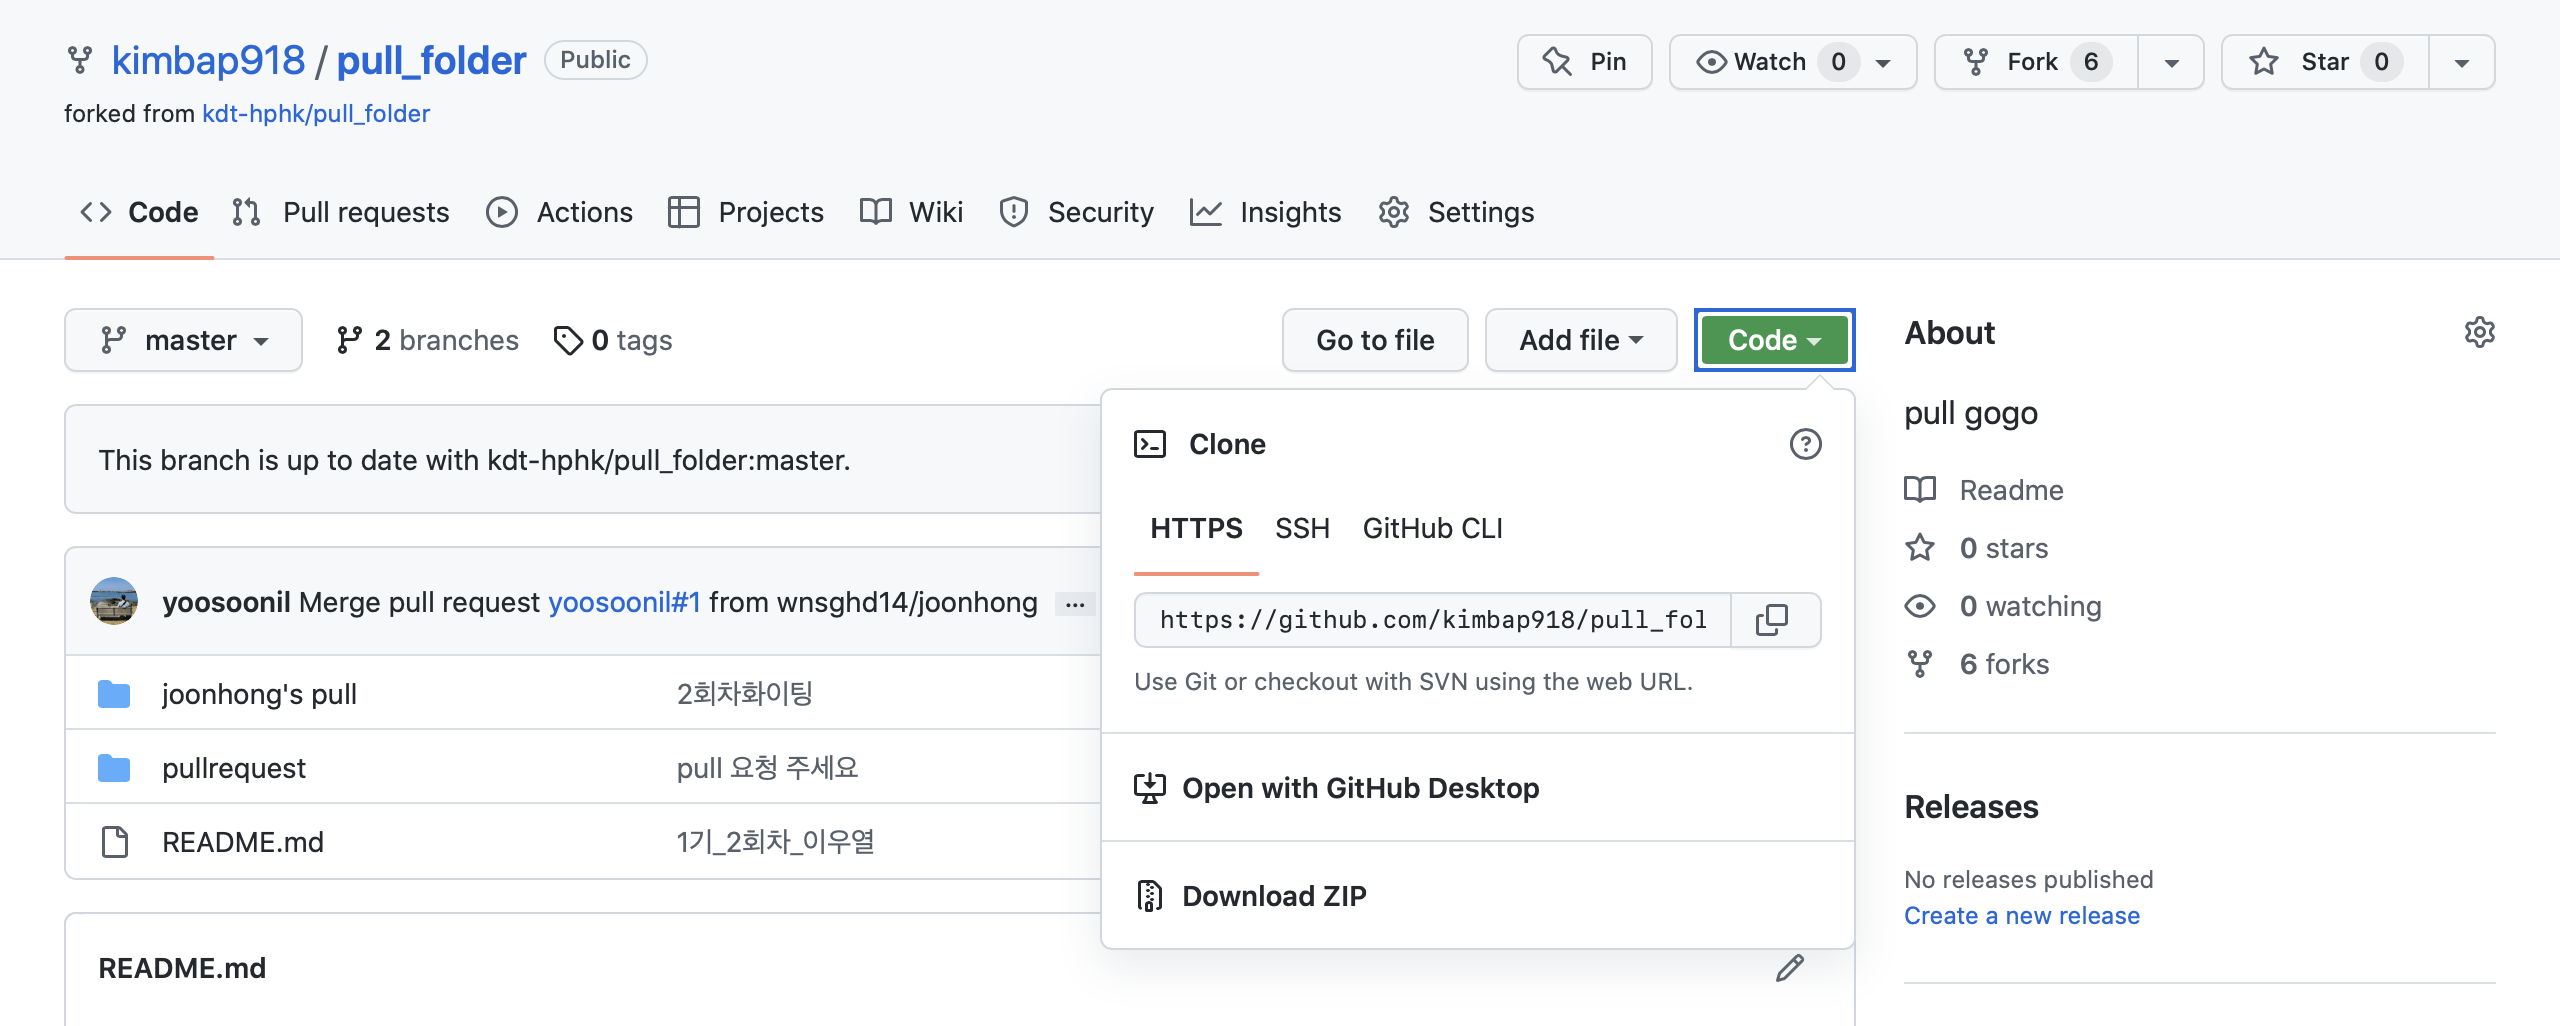 kimbap918 / pull_folder Public
Pin Watch 0 Fork 6 Star 0
forked from kdt-hphk/pull_folder
Code Pull requests Actions Projects Wiki Security Insights Settings
master 2 branches 0 tags Go to file Add file Code
This branch is up to date with kdt-hphk/pull_folder:master.
yoosoonil Merge pull request yoosoonil#1 from wnsghd14/joonhong ...
joonhong's pull 2회차화이팅
pullrequest pull 요청 주세요
README.md 1기_2회차_이우열
README.md
Clone
HTTPS SSH GitHub CLI
https://github.com/kimbap918/pull_fol
Use Git or checkout with SVN using the web URL.
Open with GitHub Desktop
Download ZIP
About
pull gogo
Readme
0 stars
0 watching
6 forks
Releases
No releases published
Create a new release